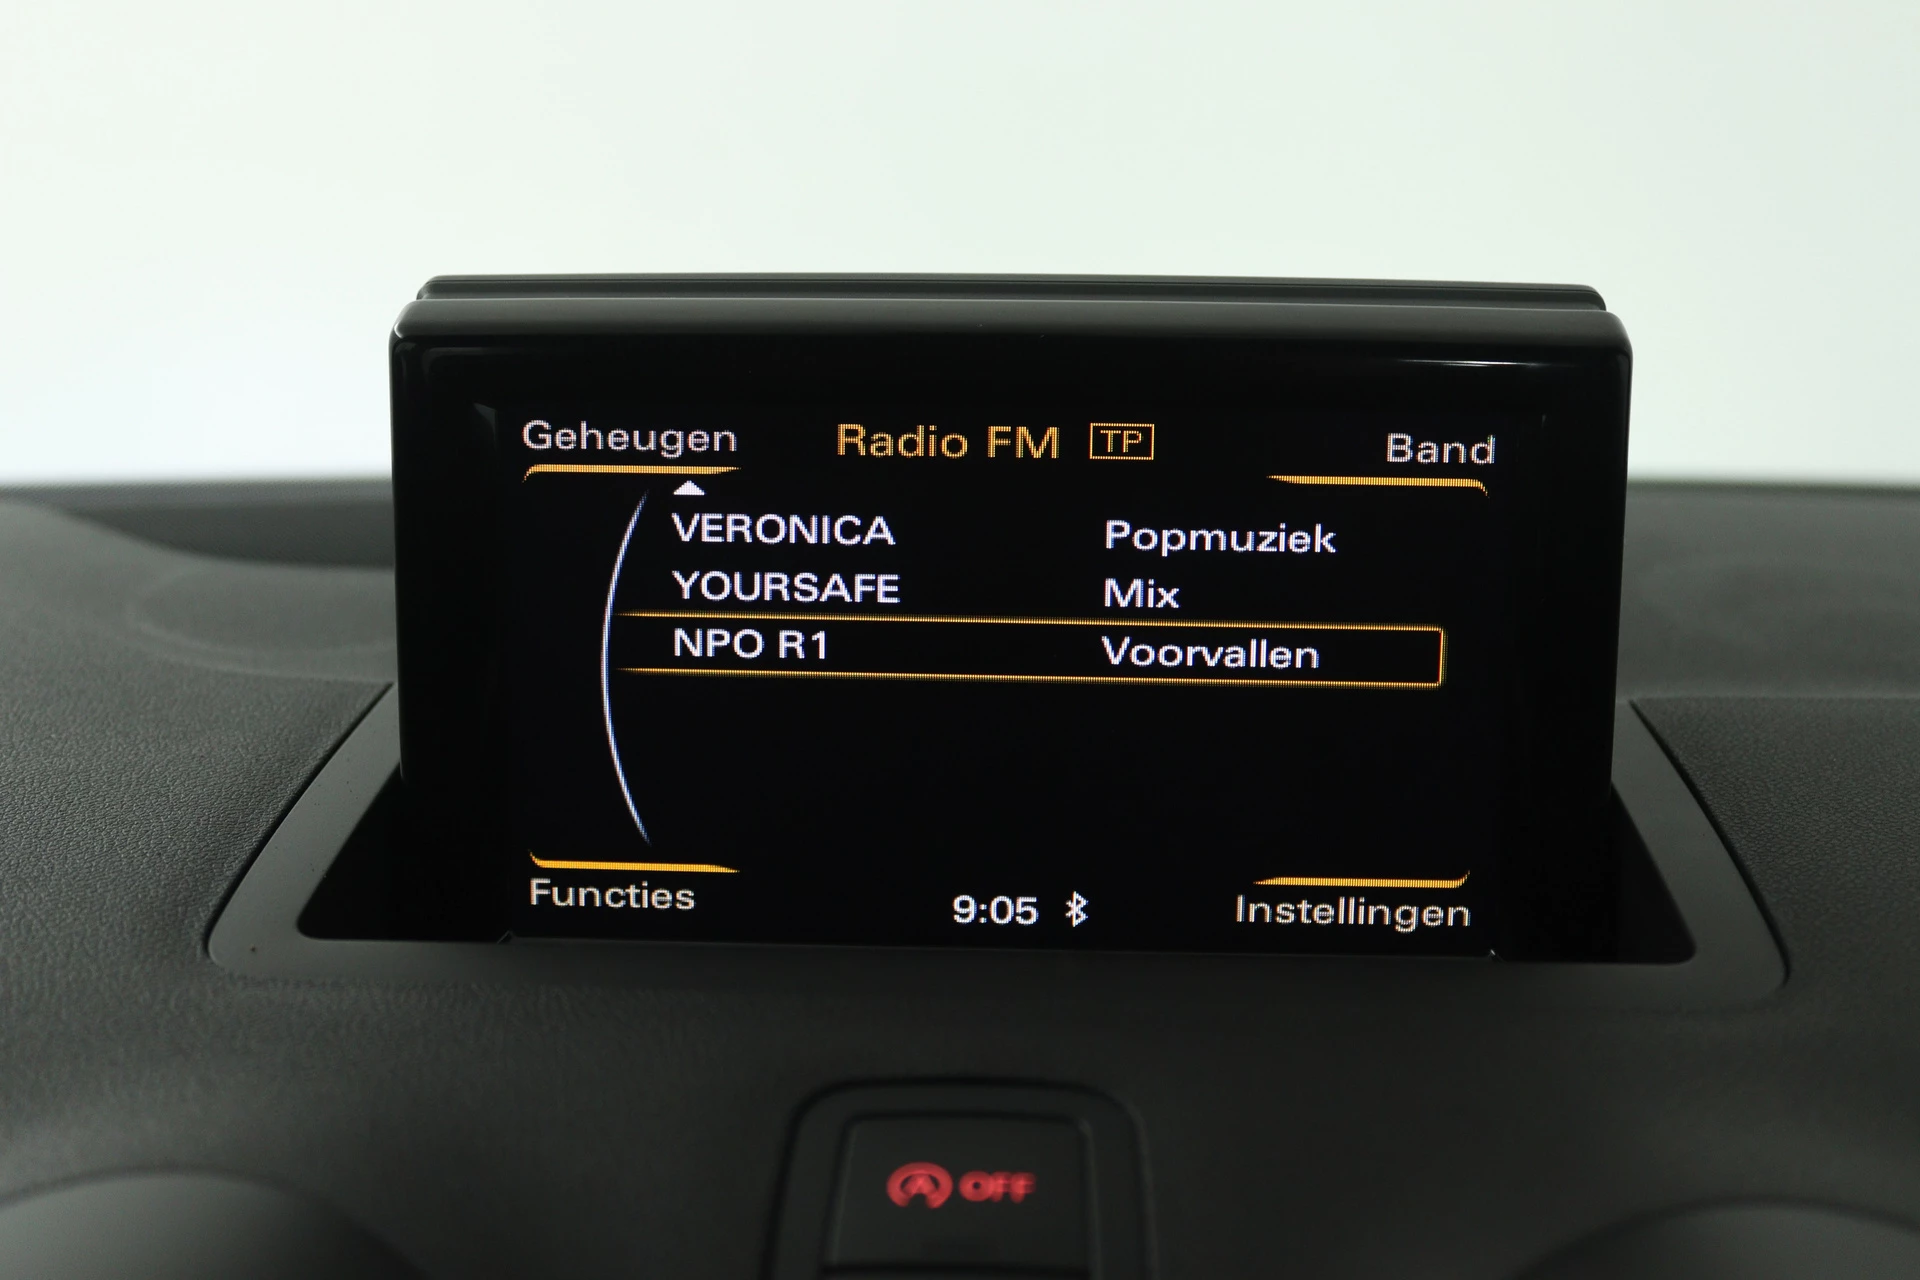 Geheugen Radio FM TP Band
VERONICA Popmuziek
YOURSAFE Mix
NPO R1 Voorvallen
Functies 9:05 Instellingen
A OFF